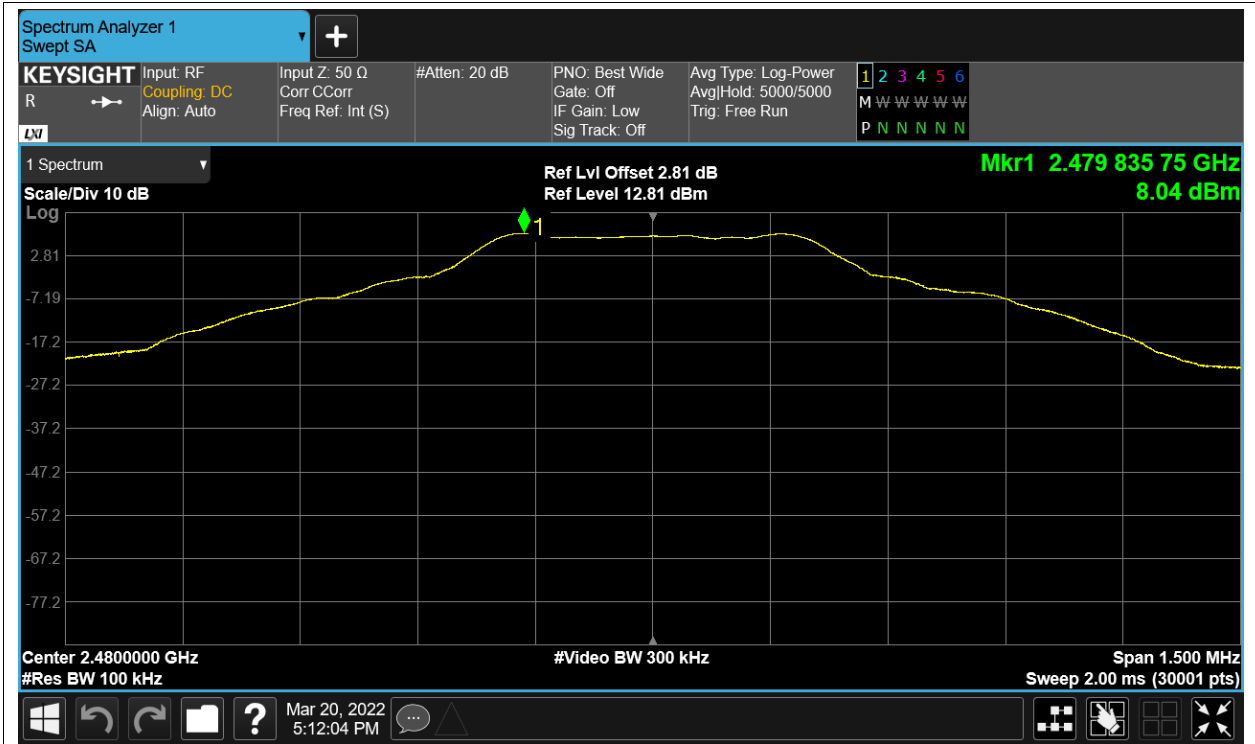 Spectrum Analyzer 1
Swept SA
KEYSIGHT
R
LXI
Input: RF
Coupling: DC
Align: Auto
Input Z: 50 Ω
Corr CCorr
Freq Ref: Int (S)
#Atten: 20 dB
PNO: Best Wide
Gate: Off
IF Gain: Low
Sig Track: Off
Avg Type: Log-Power
Avg|Hold: 5000/5000
Trig: Free Run
1 2 3 4 5 6
M W W W W W W
P N N N N N
1 Spectrum
Scale/Div 10 dB
Log
Ref Lvl Offset 2.81 dB
Ref Level 12.81 dBm
Mkr1 2.479 835 75 GHz
8.04 dBm
1
2.81
-7.19
-17.2
-27.2
-37.2
-47.2
-57.2
-67.2
-77.2
Center 2.4800000 GHz
#Res BW 100 kHz
#Video BW 300 kHz
Span 1.500 MHz
Sweep 2.00 ms (30001 pts)
?
Mar 20, 2022
5:12:04 PM